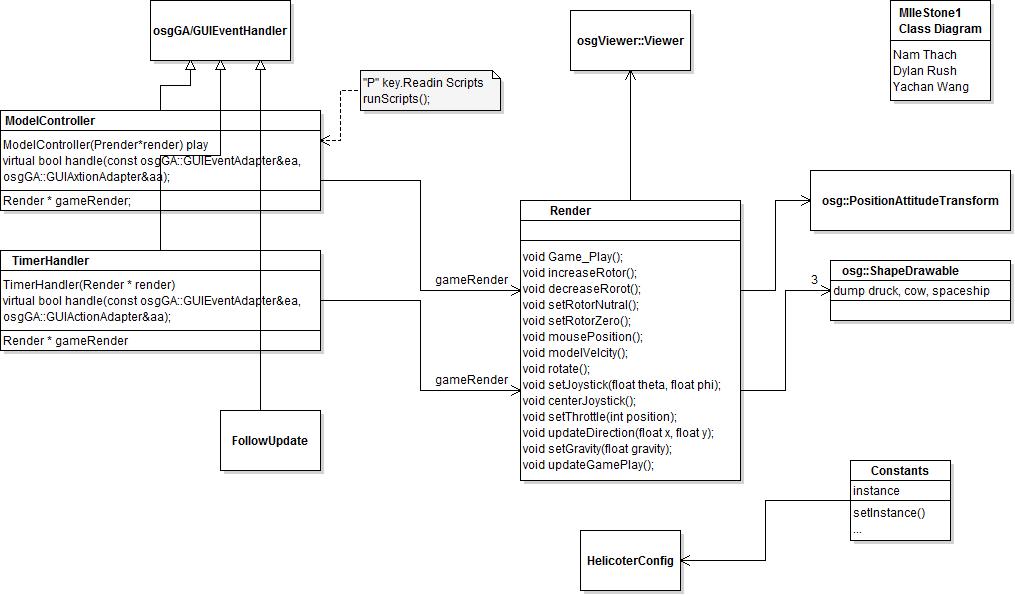 osgGA/GUIEventHandler
osgViewer::Viewer
MIleStone1
Class Diagram
Nam Thach
Dylan Rush
Yachan Wang
"P" key.Readin Scripts
runScripts();
ModelController
ModelController(Prender*render) play
virtual bool handle(const osgGA::GUIEventAdapter&ea,
osgGA::GUIAxtionAdapter&aa);
Render * gameRender;
TimerHandler
TimerHandler(Render * render)
virtual bool handle(const osgGA::GUIEventAdapter&ea,
osgGA::GUIActionAdapter&aa);
Render * gameRender
FollowUpdate
gameRender
gameRender
Render
void Game_Play();
void increaseRotor();
void decreaseRorot();
void setRotorNutral();
void setRotorZero();
void mousePosition();
void modelVelcity();
void rotate();
void setJoystick(float theta, float phi);
void centerJoystick();
void setThrottle(int position);
void updateDirection(float x, float y);
void setGravity(float gravity);
void updateGamePlay();
osg::PositionAttitudeTransform
3
osg::ShapeDrawable
dump druck, cow, spaceship
Constants
instance
setInstance()
...
HelicoterConfig